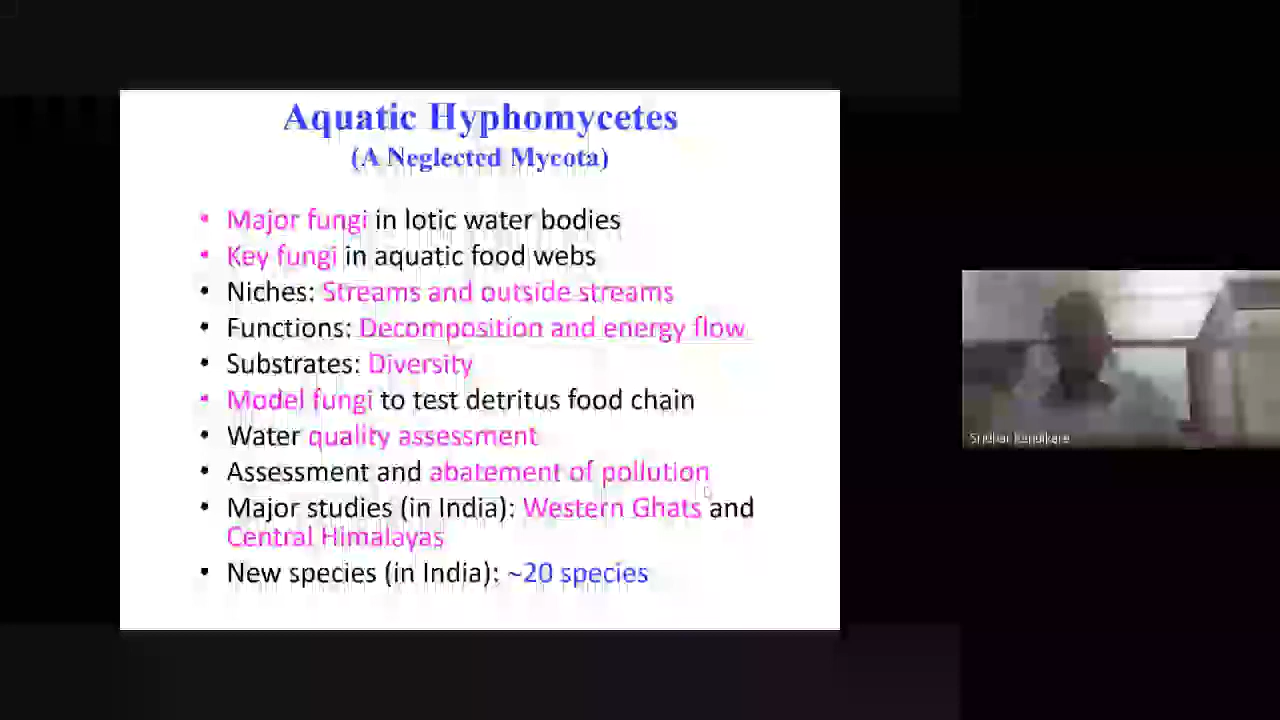 Aquatic Hyphomycetes
(A Neglected Mycota)
• Major fungi in lotic water bodies
• Key fungi in aquatic food webs
• Niches: Streams and outside streams
• Functions: Decomposition and energy flow
• Substrates: Diversity
• Model fungi to test detritus food chain
• Water quality assessment
• Assessment and abatement of pollution
• Major studies (in India): Western Ghats and
Central Himalayas
• New species (in India): ~20 species